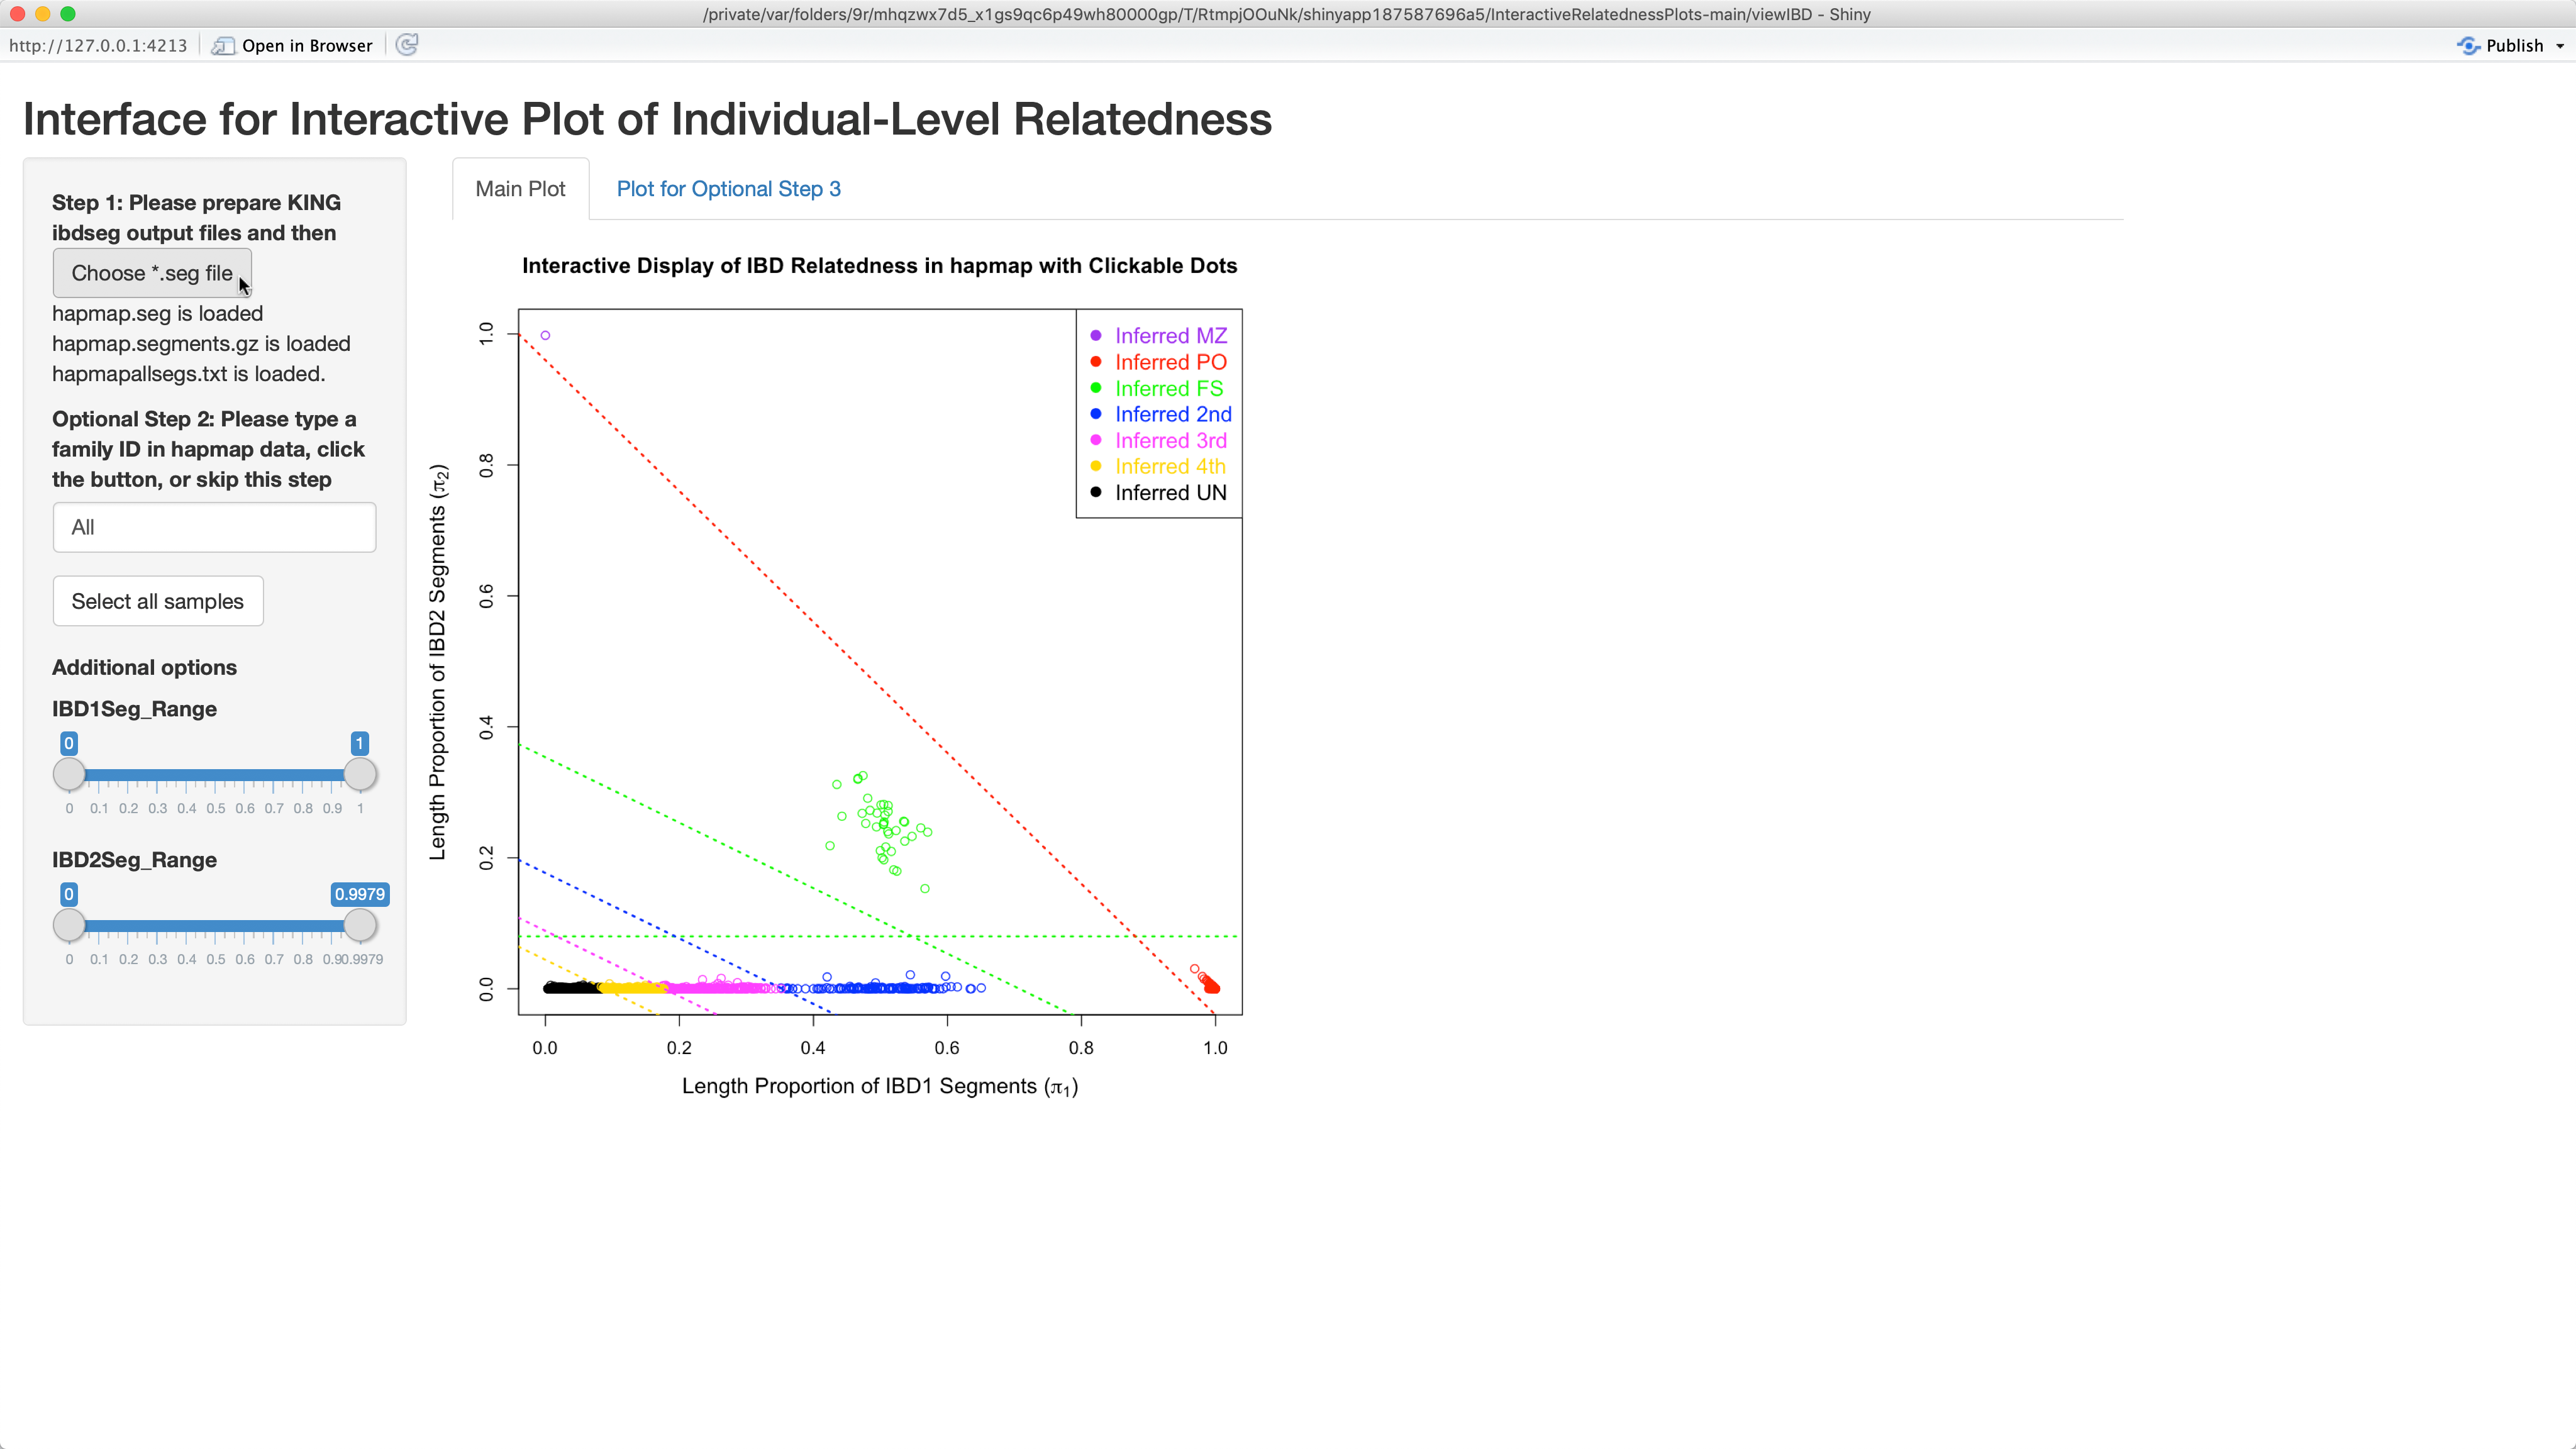 /private/var/folders/9r/mhqzwx7d5_x1gs9qc6p49wh80000gp/T/RtmpjOOuNk/shinyapp187587696a5/InteractiveRelatednessPlots-main/viewIBD - Shiny
http://127.0.0.1:4213
Open in Browser
Publish
Interface for Interactive Plot of Individual-Level Relatedness
Step 1: Please prepare KING
ibdseg output files and then
Choose *.seg file
hapmap.seg is loaded
hapmap.segments.gz is loaded
hapmapallsegs.txt is loaded.
Optional Step 2: Please type a
family ID in hapmap data, click
the button, or skip this step
All
Select all samples
Additional options
IBD1Seg_Range
0 1
0 0.1 0.2 0.3 0.4 0.5 0.6 0.7 0.8 0.9 1
IBD2Seg_Range
0 0.9979
0 0.1 0.2 0.3 0.4 0.5 0.6 0.7 0.8 0.90.9979
Main Plot
Plot for Optional Step 3
Interactive Display of IBD Relatedness in hapmap with Clickable Dots
Inferred MZ
Inferred PO
Inferred FS
Inferred 2nd
Inferred 3rd
Inferred 4th
Inferred UN
Length Proportion of IBD2 Segments (π₂)
1.0
0.8
0.6
0.4
0.2
0.0
0.0 0.2 0.4 0.6 0.8 1.0
Length Proportion of IBD1 Segments (π₁)